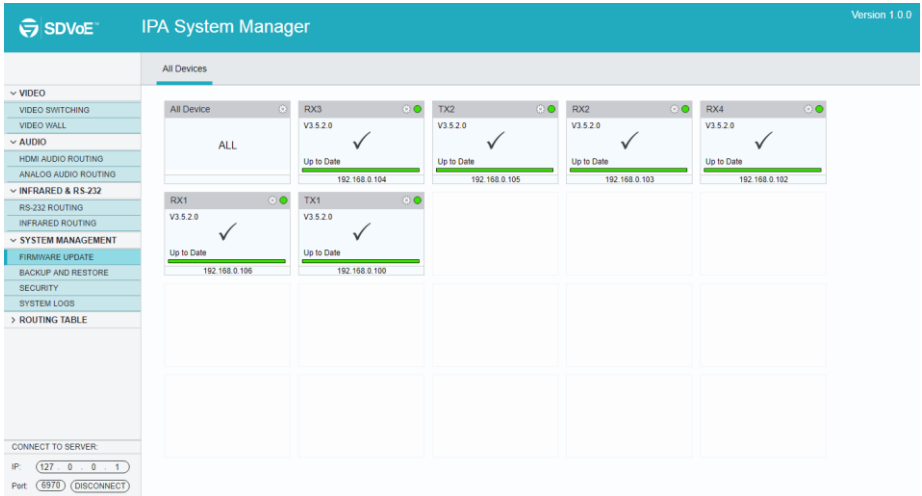 Version 1.0.0
SDVoE™ IPA System Manager
All Devices
VIDEO
VIDEO SWITCHING
VIDEO WALL
AUDIO
HDMI AUDIO ROUTING
ANALOG AUDIO ROUTING
INFRARED & RS-232
RS-232 ROUTING
INFRARED ROUTING
SYSTEM MANAGEMENT
FIRMWARE UPDATE
BACKUP AND RESTORE
SECURITY
SYSTEM LOGS
ROUTING TABLE
CONNECT TO SERVER:
IP: 127 . 0 . 0 . 1
Port: 6970 DISCONNECT
All Device
ALL
RX3
V3.5.2.0
Up to Date
192.168.0.104
TX2
V3.5.2.0
Up to Date
192.168.0.105
RX2
V3.5.2.0
Up to Date
192.168.0.103
RX4
V3.5.2.0
Up to Date
192.168.0.102
RX1
V3.5.2.0
Up to Date
192.168.0.106
TX1
V3.5.2.0
Up to Date
192.168.0.100